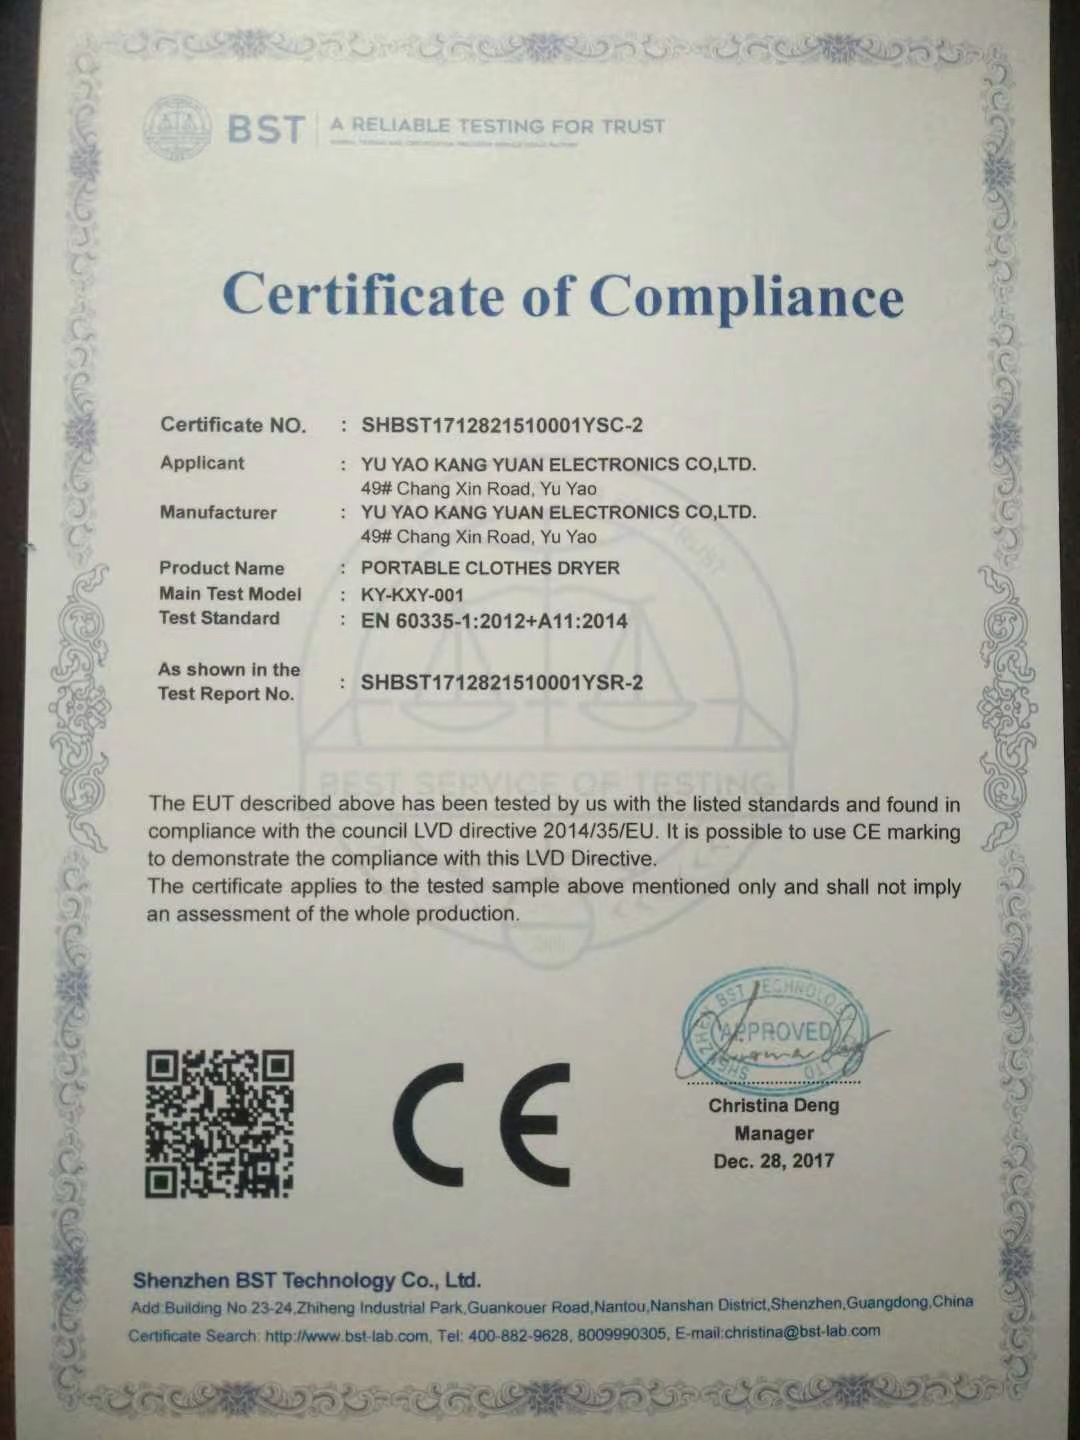 BST A RELIABLE TESTING FOR TRUST
Certificate of Compliance
Certificate NO. : SHBST1712821510001YSC-2
Applicant : YU YAO KANG YUAN ELECTRONICS CO,LTD.
49# Chang Xin Road, Yu Yao
Manufacturer : YU YAO KANG YUAN ELECTRONICS CO,LTD.
49# Chang Xin Road, Yu Yao
Product Name : PORTABLE CLOTHES DRYER
Main Test Model : KY-KXY-001
Test Standard : EN 60335-1:2012+A11:2014
As shown in the
Test Report No. : SHBST1712821510001YSR-2
BEST SERVICE OF TESTING
The EUT described above has been tested by us with the listed standards and found in
compliance with the council LVD directive 2014/35/EU. It is possible to use CE marking
to demonstrate the compliance with this LVD Directive.
The certificate applies to the tested sample above mentioned only and shall not imply
an assessment of the whole production.
SHENZHEN BST TECHNOLOGY CO., LTD
APPROVED
CE
Christina Deng
Manager
Dec. 28, 2017
Shenzhen BST Technology Co., Ltd.
Add:Building No.23-24,Zhiheng Industrial Park,Guankouer Road,Nantou,Nanshan District,Shenzhen,Guangdong,China
Certificate Search: http://www.bst-lab.com, Tel: 400-882-9628, 8009990305, E-mail:christina@bst-lab.com